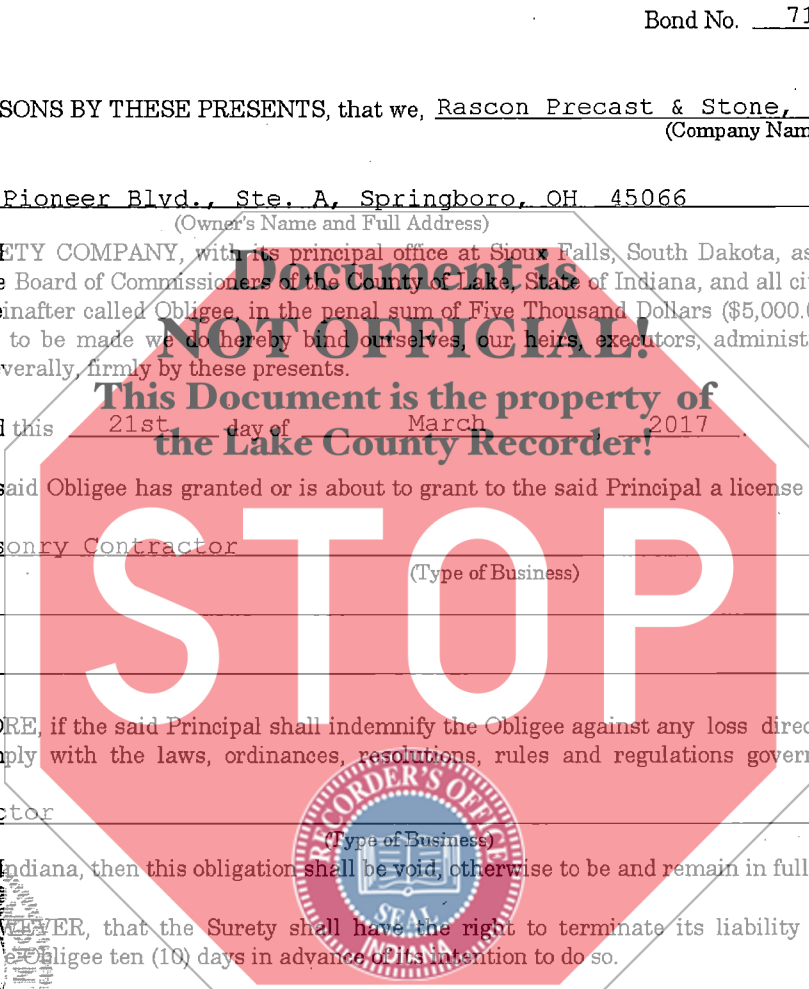 Bond No. 71
SONS BY THESE PRESENTS, that we, Rascon Precast & Stone,
(Company Nam
Pioneer Blvd., Ste. A, Springboro, OH 45066
(Owner's Name and Full Address)
ETY COMPANY, with its principal office at Sioux Falls, South Dakota, as
e Board of Commissioners of the County of Lake, State of Indiana, and all ci
einafter called Obligee, in the penal sum of Five Thousand Dollars ($5,000.0
to be made we do hereby bind ourselves, our heirs, executors, administ
verally, firmly by these presents.
Document is
NOT OFFICIAL!
This Document is the property of
the Lake County Recorder!
d this 21st day of March, 2017.
said Obligee has granted or is about to grant to the said Principal a license
sonry Contractor
(Type of Business)
STOP
ORE, if the said Principal shall indemnify the Obligee against any loss direc
mply with the laws, ordinances, resolutions, rules and regulations govern
ctor
(Type of Business)
Indiana, then this obligation shall be void, otherwise to be and remain in full
WEVER, that the Surety shall have the right to terminate its liability
e Obligee ten (10) days in advance of its intention to do so.
RECORDER'S OFFICE
SEAL
INDIANA